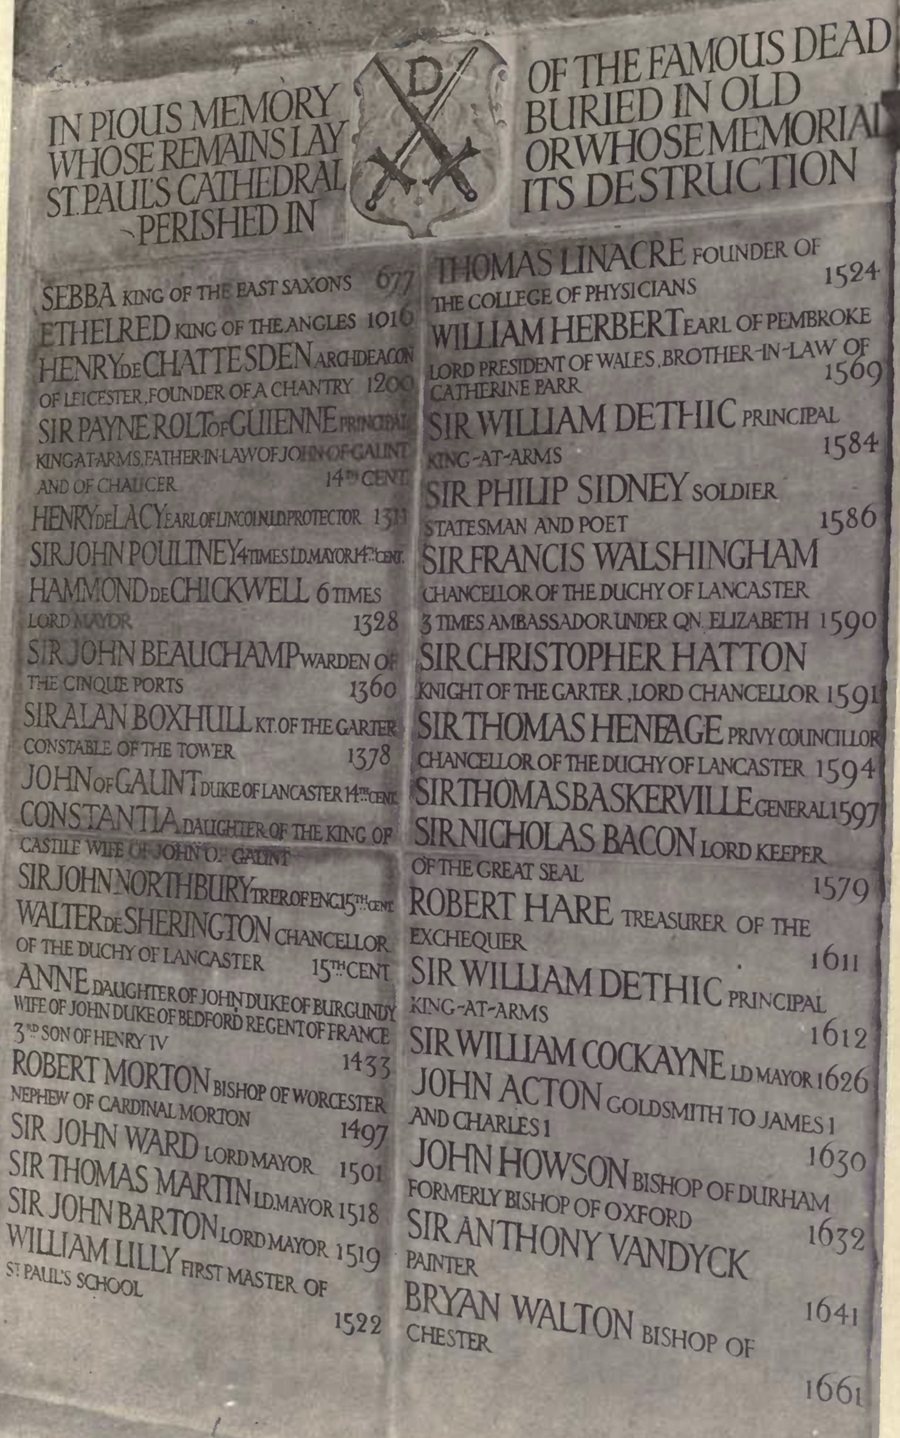 IN PIOUS MEMORY
WHOSE REMAINS LAY
ST. PAUL'S CATHEDRAL
PERISHED IN
D
OF THE FAMOUS DEAD
BURIED IN OLD
OR WHOSE MEMORIAL
ITS DESTRUCTION
SEBBA KING OF THE EAST SAXONS 677
ETHELRED KING OF THE ANGLES 1016
HENRY DE CHATTESDEN ARCHDEACON
OF LEICESTER, FOUNDER OF A CHANTRY 1200
SIR PAYNE ROLT OF GUIENNE PRINCIPAL
KING-AT-ARMS, FATHER-IN-LAW OF JOHN OF GAUNT
AND OF CHAUCER 14TH CENT.
HENRY DE LACY EARL OF LINCOLN LD PROTECTOR 1311
SIR JOHN POULTNEY 4 TIMES LD. MAYOR 14TH CENT.
HAMMOND DE CHICKWELL 6 TIMES
LORD MAYOR 1328
SIR JOHN BEAUCHAMP WARDEN OF
THE CINQUE PORTS 1360
SIR ALAN BOXHULL KT. OF THE GARTER
CONSTABLE OF THE TOWER 1378
JOHN OF GAUNT DUKE OF LANCASTER 14TH CENT.
CONSTANTIA DAUGHTER OF THE KING OF
CASTILE WIFE OF JOHN OF GAUNT
SIR JOHN NORTHBURY TRER OF ENG 15TH CENT
WALTER DE SHERINGTON CHANCELLOR
OF THE DUCHY OF LANCASTER 15TH CENT
ANNE DAUGHTER OF JOHN DUKE OF BURGUNDY
WIFE OF JOHN DUKE OF BEDFORD REGENT OF FRANCE
3RD SON OF HENRY IV 1433
ROBERT MORTON BISHOP OF WORCESTER
NEPHEW OF CARDINAL MORTON 1497
SIR JOHN WARD LORD MAYOR 1501
SIR THOMAS MARTIN LD. MAYOR 1518
SIR JOHN BARTON LORD MAYOR 1519
WILLIAM LILLY FIRST MASTER OF
ST PAUL'S SCHOOL 1522
THOMAS LINACRE FOUNDER OF
THE COLLEGE OF PHYSICIANS 1524
WILLIAM HERBERT EARL OF PEMBROKE
LORD PRESIDENT OF WALES, BROTHER-IN-LAW OF
CATHERINE PARR 1569
SIR WILLIAM DETHIC PRINCIPAL
KING-AT-ARMS 1584
SIR PHILIP SIDNEY SOLDIER
STATESMAN AND POET 1586
SIR FRANCIS WALSHINGHAM
CHANCELLOR OF THE DUCHY OF LANCASTER
3 TIMES AMBASSADOR UNDER QN. ELIZABETH 1590
SIR CHRISTOPHER HATTON
KNIGHT OF THE GARTER, LORD CHANCELLOR 1591
SIR THOMAS HENEAGE PRIVY COUNCILLOR
CHANCELLOR OF THE DUCHY OF LANCASTER 1594
SIR THOMAS BASKERVILLE GENERAL 1597
SIR NICHOLAS BACON LORD KEEPER
OF THE GREAT SEAL 1579
ROBERT HARE TREASURER OF THE
EXCHEQUER 1611
SIR WILLIAM DETHIC PRINCIPAL
KING-AT-ARMS 1612
SIR WILLIAM COCKAYNE LD MAYOR 1626
JOHN ACTON GOLDSMITH TO JAMES I
AND CHARLES I 1630
JOHN HOWSON BISHOP OF DURHAM
FORMERLY BISHOP OF OXFORD 1632
SIR ANTHONY VANDYCK
PAINTER 1641
BRYAN WALTON BISHOP OF
CHESTER 1661